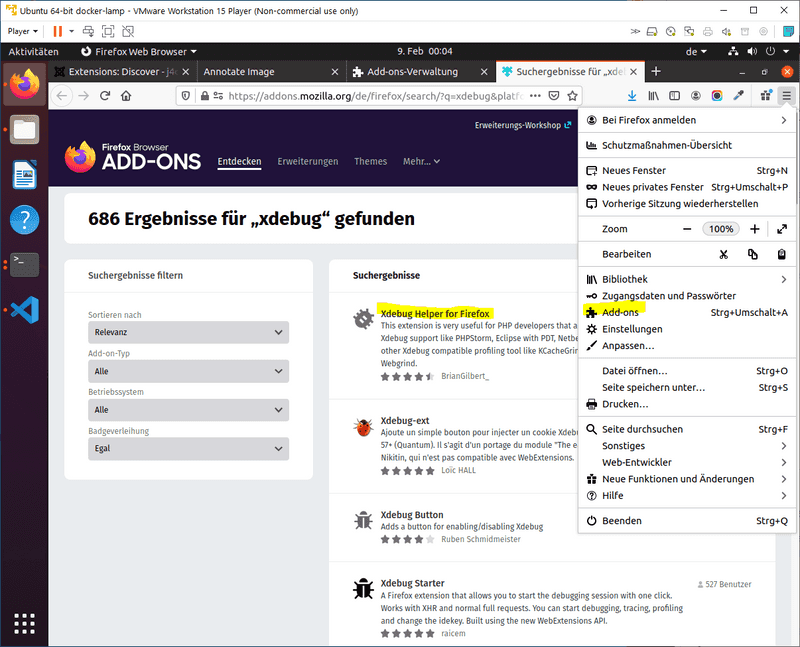 Ubuntu 64-bit docker-lamp - VMware Workstation 15 Player (Non-commercial use only)
Player
Aktivitäten
Firefox Web Browser
9. Feb 00:04
de
Extensions: Discover - j4
Annotate Image
Add-ons-Verwaltung
Suchergebnisse für „xdeb
https://addons.mozilla.org/de/firefox/search/?q=xdebug&platf
Erweiterungs-Workshop
Firefox Browser
ADD-ONS
Entdecken
Erweiterungen
Themes
Mehr...
686 Ergebnisse für „xdebug“ gefunden
Suchergebnisse filtern
Sortieren nach
Relevanz
Add-on-Typ
Alle
Betriebssystem
Alle
Badgeverleihung
Egal
Suchergebnisse
Xdebug Helper for Firefox
This extension is very useful for PHP developers that a
Xdebug support like PHPStorm, Eclipse with PDT, Netbe
other Xdebug compatible profiling tool like KCacheGrin
Webgrind.
BrianGilbert_
Xdebug-ext
Ajoute un simple bouton pour injecter un cookie Xdebu
57+ (Quantum). Il s'agit d'un portage du module "The e
Nikitin, qui n'est pas compatible avec WebExtensions.
Loïc HALL
Xdebug Button
Adds a button for enabling/disabling Xdebug
Ruben Schmidmeister
Xdebug Starter
A Firefox extension that allows you to start the debugging session with one click.
Works with XHR and normal full requests. You can start debugging, tracing, profiling
and change the idekey. Built using the new WebExtensions API.
raicem
527 Benutzer
Bei Firefox anmelden
Schutzmaßnahmen-Übersicht
Neues Fenster Strg+N
Neues privates Fenster Strg+Umschalt+P
Vorherige Sitzung wiederherstellen
Zoom 100%
Bearbeiten
Bibliothek
Zugangsdaten und Passwörter
Add-ons Strg+Umschalt+A
Einstellungen
Anpassen…
Datei öffnen… Strg+O
Seite speichern unter… Strg+S
Drucken…
Seite durchsuchen Strg+F
Sonstiges
Web-Entwickler
Neue Funktionen und Änderungen
Hilfe
Beenden Strg+Q